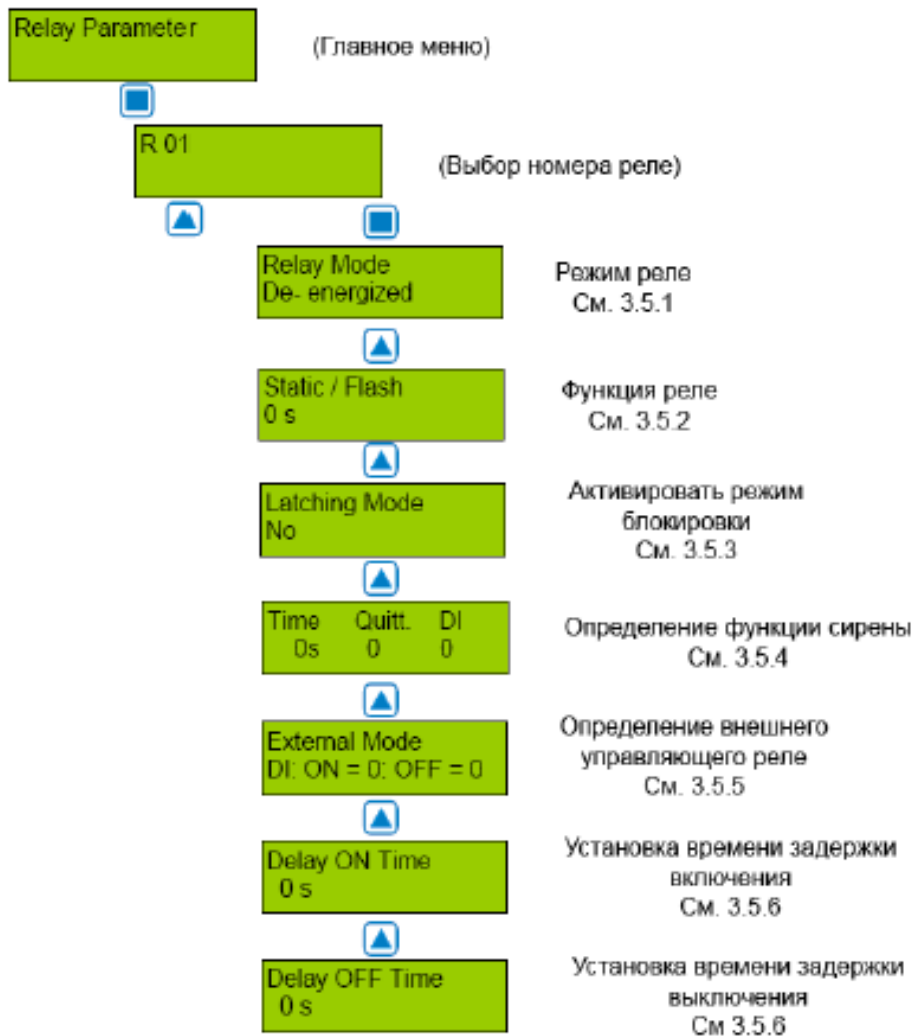 Relay Parameter
(Главное меню)
R 01
(Выбор номера реле)
Relay Mode
De- energized
Режим реле
См. 3.5.1
Static / Flash
0 s
Функция реле
См. 3.5.2
Latching Mode
No
Активировать режим
блокировки
См. 3.5.3
Time Quitt. DI
0s 0 0
Определение функции сирены
См. 3.5.4
External Mode
DI: ON = 0: OFF = 0
Определение внешнего
управляющего реле
См. 3.5.5
Delay ON Time
0 s
Установка времени задержки
включения
См. 3.5.6
Delay OFF Time
0 s
Установка времени задержки
выключения
См 3.5.6